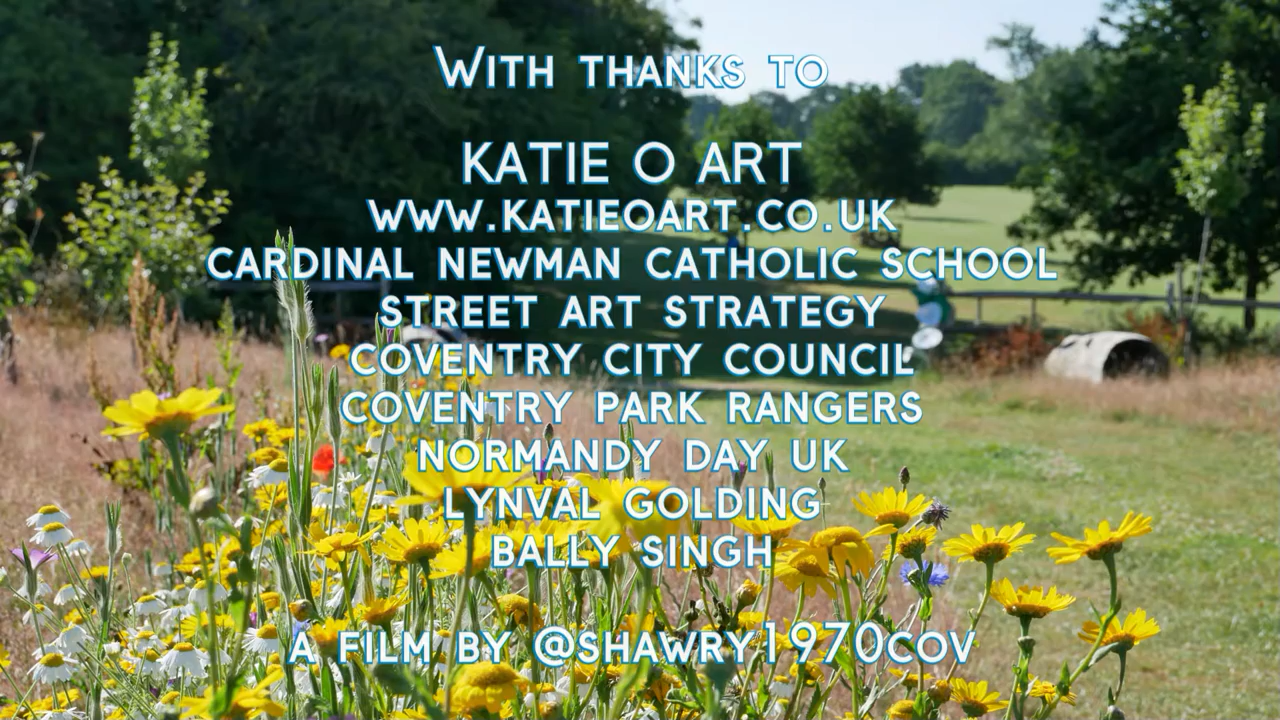 With thanks to
KATIE O ART
WWW.KATIEOART.CO.UK
CARDINAL NEWMAN CATHOLIC SCHOOL
STREET ART STRATEGY
COVENTRY CITY COUNCIL
COVENTRY PARK RANGERS
NORMANDY DAY UK
LYNVAL GOLDING
BALLY SINGH
A FILM BY @SHAWRY1970COV